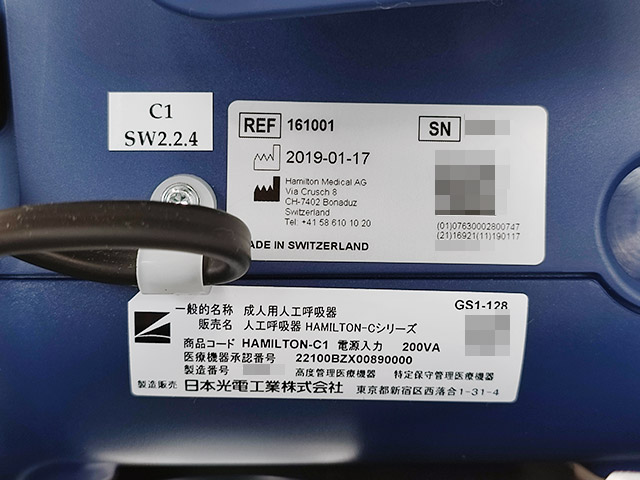 C1
SW2.2.4
REF 161001 SN
2019-01-17
Hamilton Medical AG
Via Crusch 8
CH-7402 Bonaduz
Switzerland
Tel. +41 58 610 10 20
(01)07630002800747
(21)16921(11)190117
ADE IN SWITZERLAND
一般的名称 成人用人工呼吸器 GS1-128
販売名 人工呼吸器 HAMILTON-Cシリーズ
商品コード HAMILTON-C1 電源入力 200VA
医療機器承認番号 22100BZX00890000
製造番号 高度管理医療機器 特定保守管理医療機器
製造販売 日本光電工業株式会社 東京都新宿区西落合1-31-4